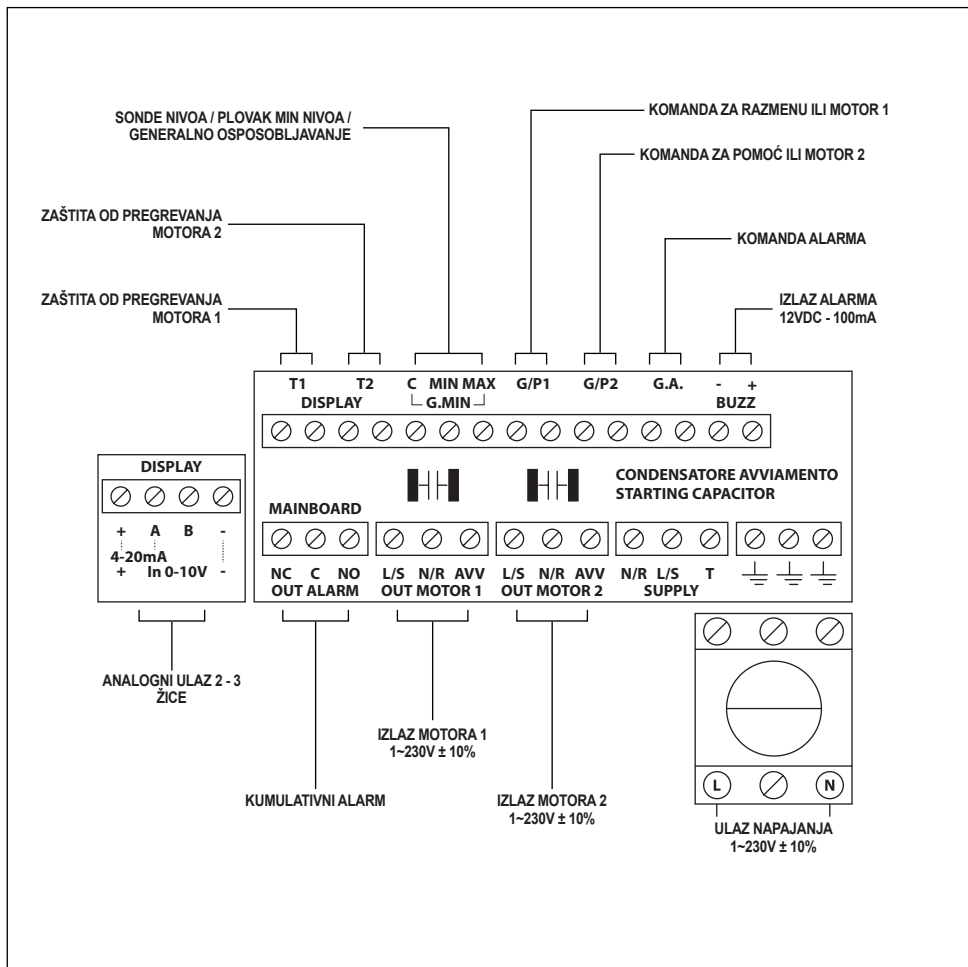 SONDE NIVOA / PLOVAK MIN NIVOA /
GENERALNO OSPOSOBLJAVANJE
KOMANDA ZA RAZMENU ILI MOTOR 1
KOMANDA ZA POMOĆ ILI MOTOR 2
ZAŠTITA OD PREGREVANJA
MOTORA 2
KOMANDA ALARMA
ZAŠTITA OD PREGREVANJA
MOTORA 1
IZLAZ ALARMA
12VDC - 100mA
T1 T2 C MIN MAX G/P1 G/P2 G.A. - +
DISPLAY G.MIN BUZZ
DISPLAY
+ A B -
4-20mA
+ In 0-10V -
CONDENSATORE AVVIAMENTO
STARTING CAPACITOR
MAINBOARD
NC C NO L/S N/R AVV L/S N/R AVV N/R L/S T
OUT ALARM OUT MOTOR 1 OUT MOTOR 2 SUPPLY
ANALOGNI ULAZ 2 - 3
ŽICE
IZLAZ MOTORA 1
1~230V ± 10%
KUMULATIVNI ALARM
IZLAZ MOTORA 2
1~230V ± 10%
L N
ULAZ NAPAJANJA
1~230V ± 10%